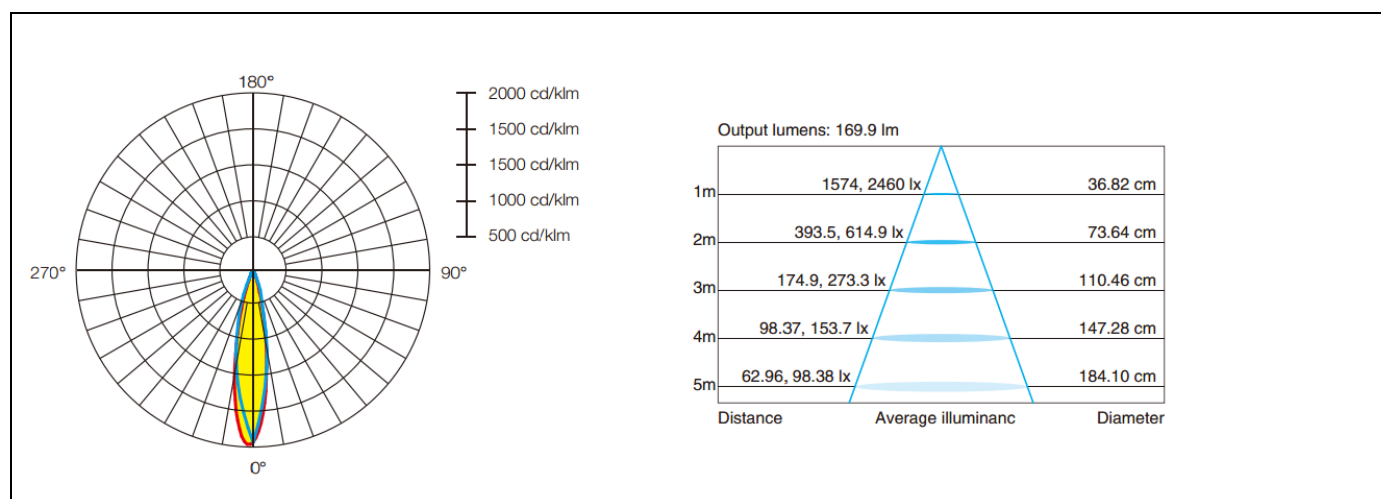 180°
270°
90°
0°
2000 cd/klm
1500 cd/klm
1500 cd/klm
1000 cd/klm
500 cd/klm
Output lumens: 169.9 lm
1m 1574, 2460 lx 36.82 cm
2m 393.5, 614.9 lx 73.64 cm
3m 174.9, 273.3 lx 110.46 cm
4m 98.37, 153.7 lx 147.28 cm
5m 62.96, 98.38 lx 184.10 cm
Distance Average illuminanc Diameter